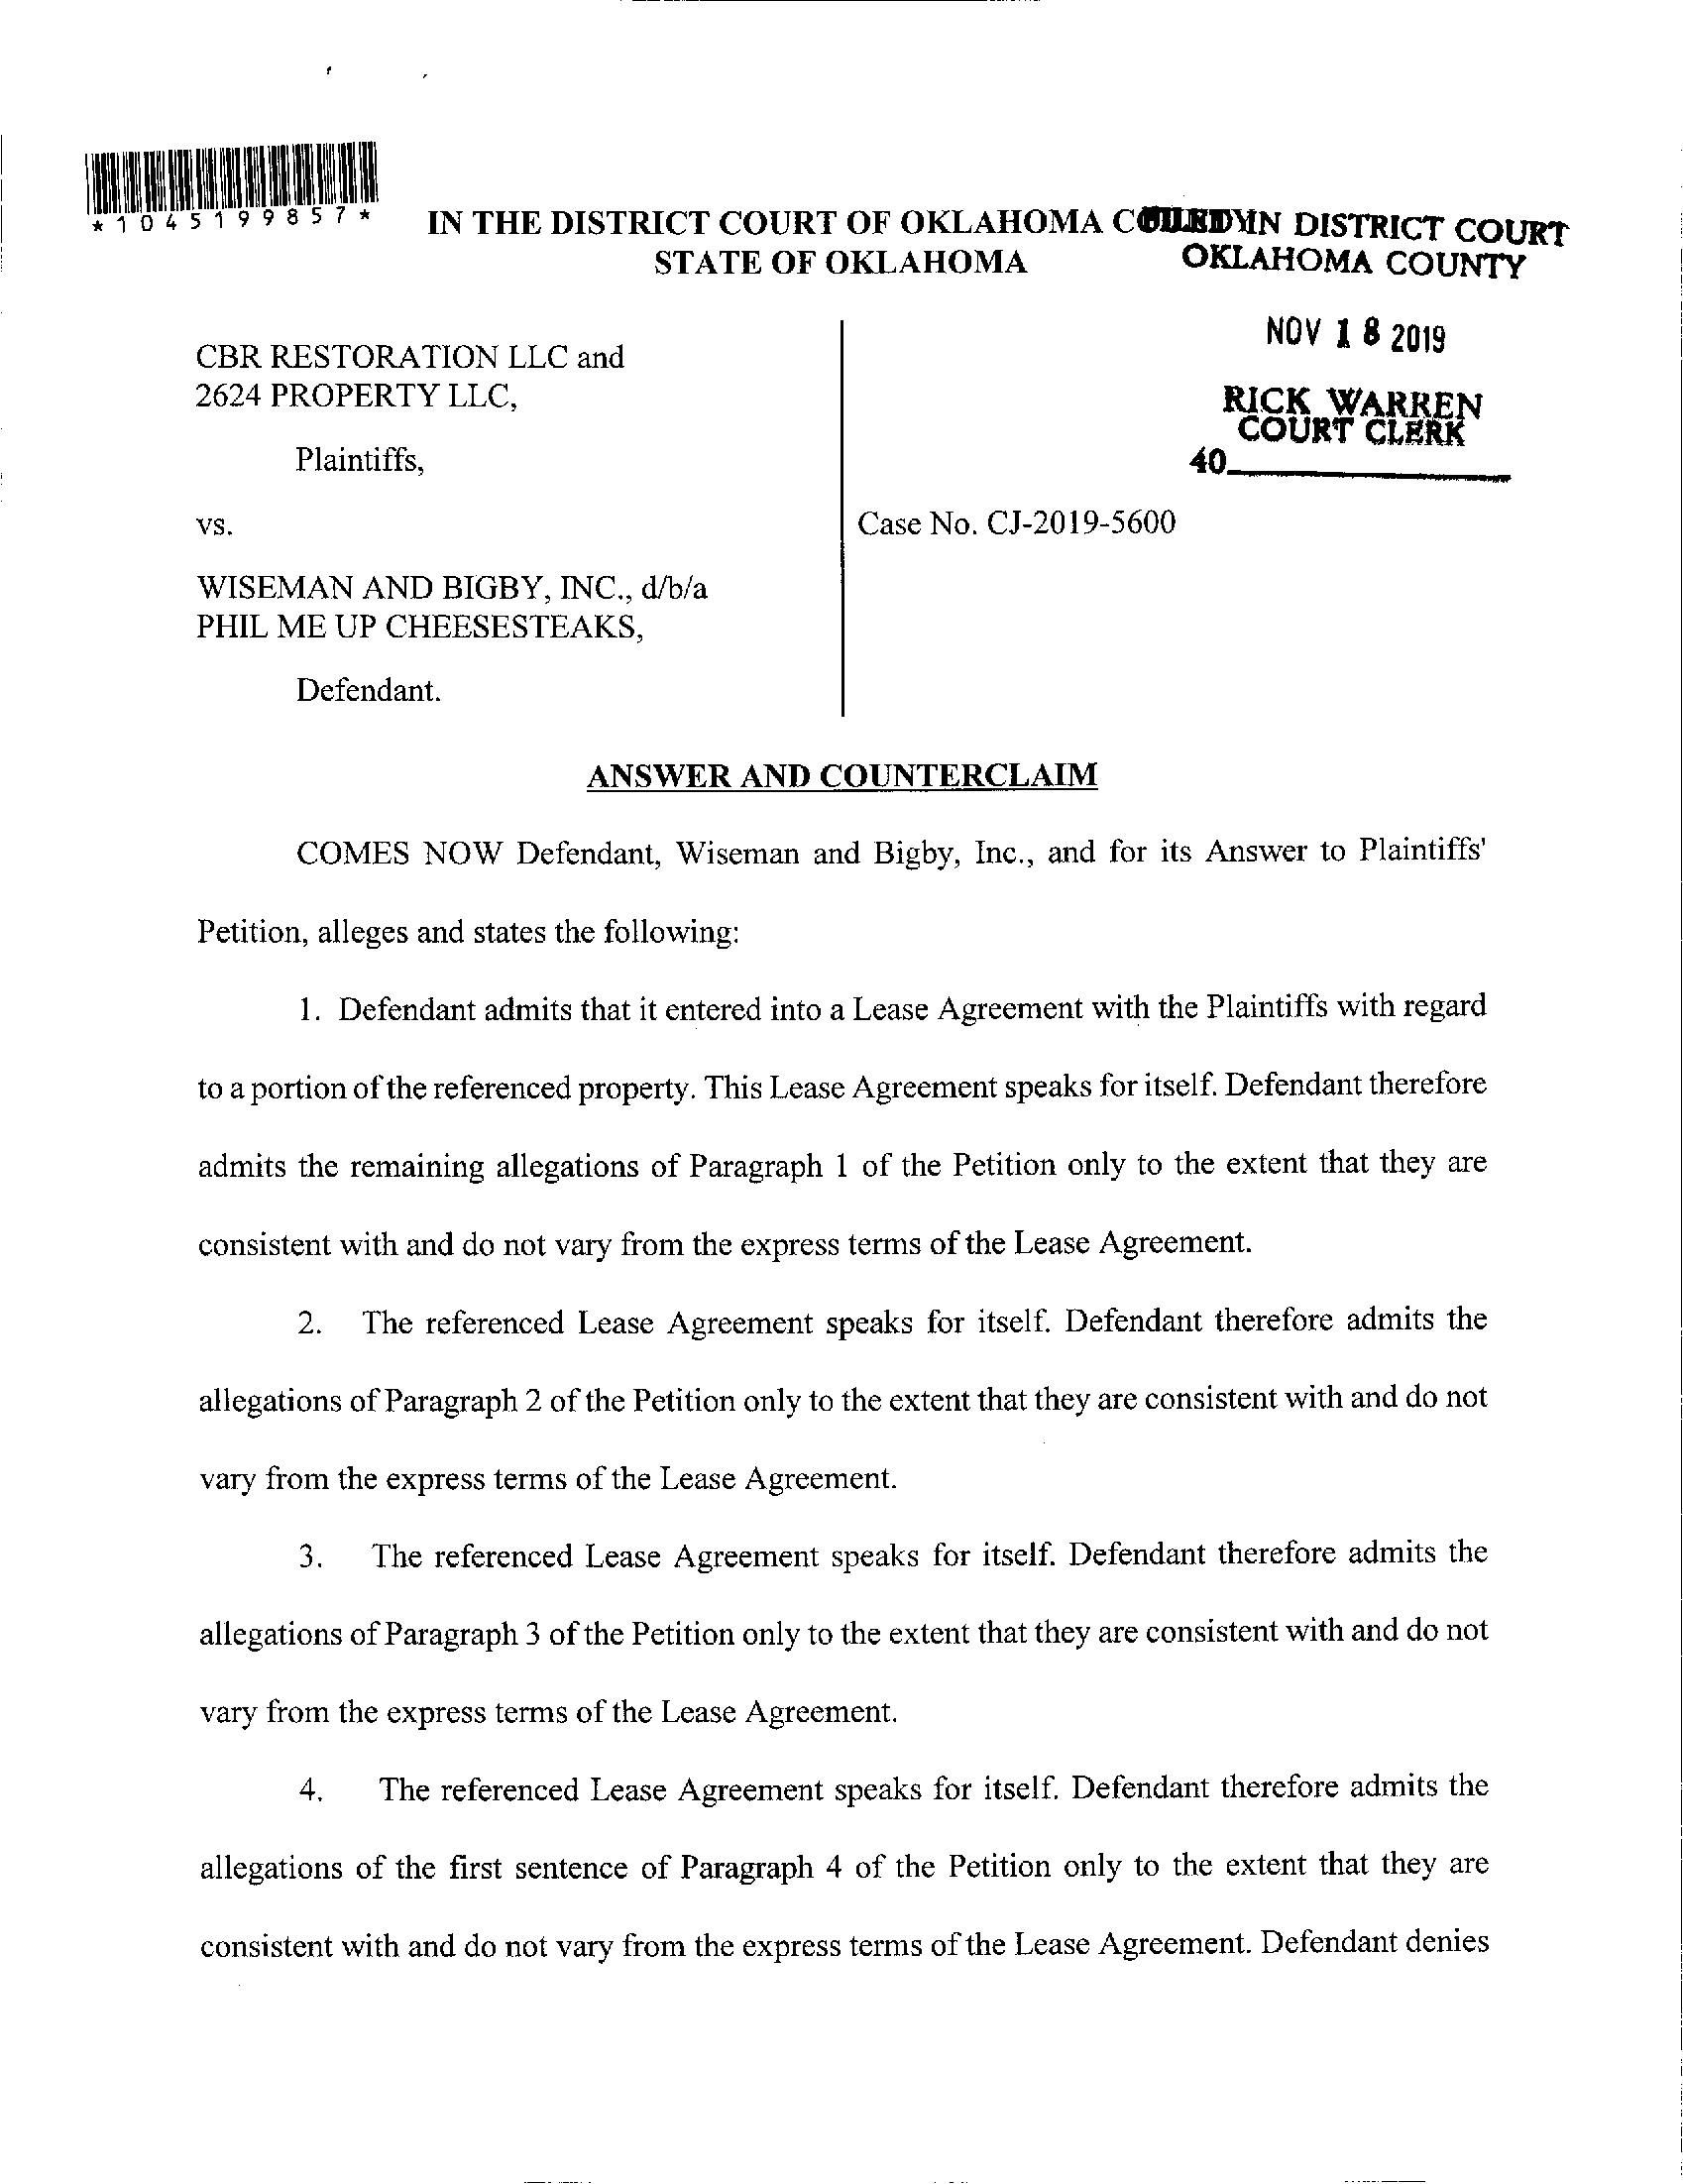 *1045199857*
IN THE DISTRICT COURT OF OKLAHOMA COUNTY
STATE OF OKLAHOMA
FILED IN DISTRICT COURT
OKLAHOMA COUNTY
NOV 18 2019
RICK WARREN
COURT CLERK
40
CBR RESTORATION LLC and
2624 PROPERTY LLC,
Plaintiffs,
vs.
Case No. CJ-2019-5600
WISEMAN AND BIGBY, INC., d/b/a
PHIL ME UP CHEESESTEAKS,
Defendant.
ANSWER AND COUNTERCLAIM
COMES NOW Defendant, Wiseman and Bigby, Inc., and for its Answer to Plaintiffs'
Petition, alleges and states the following:
1. Defendant admits that it entered into a Lease Agreement with the Plaintiffs with regard
to a portion of the referenced property. This Lease Agreement speaks for itself. Defendant therefore
admits the remaining allegations of Paragraph 1 of the Petition only to the extent that they are
consistent with and do not vary from the express terms of the Lease Agreement.
2. The referenced Lease Agreement speaks for itself. Defendant therefore admits the
allegations of Paragraph 2 of the Petition only to the extent that they are consistent with and do not
vary from the express terms of the Lease Agreement.
3. The referenced Lease Agreement speaks for itself. Defendant therefore admits the
allegations of Paragraph 3 of the Petition only to the extent that they are consistent with and do not
vary from the express terms of the Lease Agreement.
4. The referenced Lease Agreement speaks for itself. Defendant therefore admits the
allegations of the first sentence of Paragraph 4 of the Petition only to the extent that they are
consistent with and do not vary from the express terms of the Lease Agreement. Defendant denies